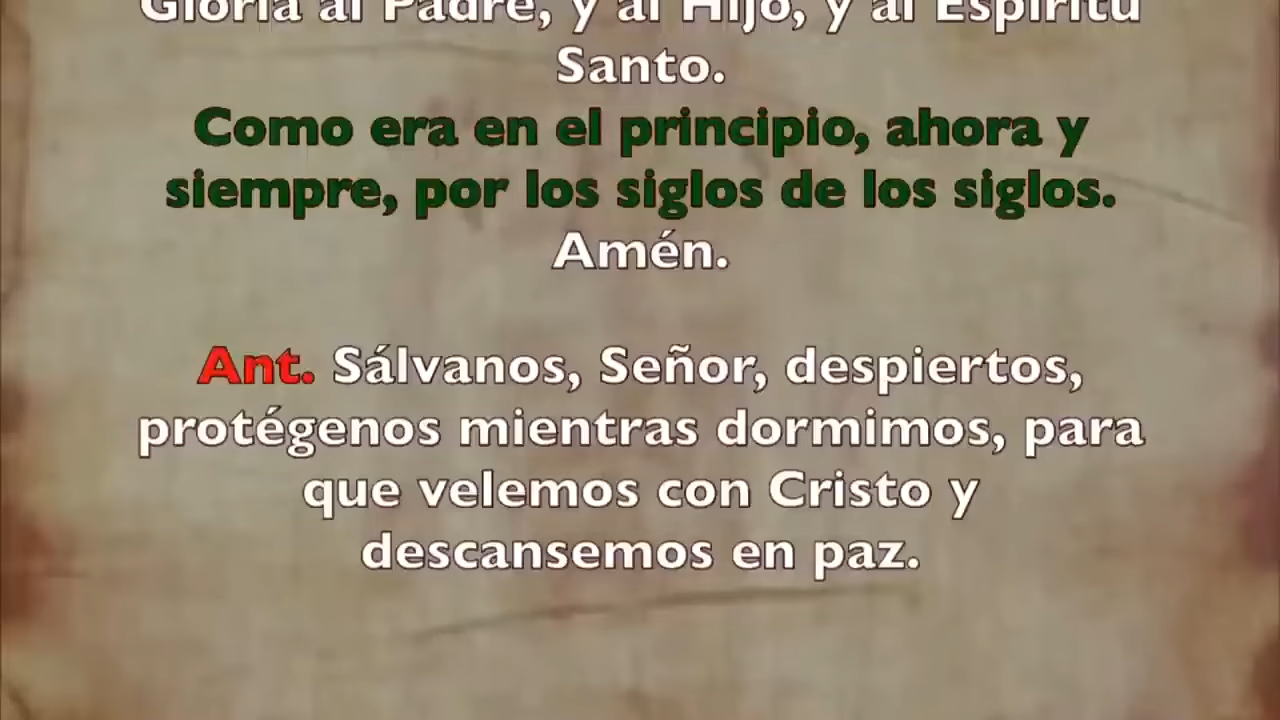 Gloria al Padre, y al Hijo, y al Espíritu
Santo.
Como era en el principio, ahora y
siempre, por los siglos de los siglos.
Amén.
Ant. Sálvanos, Señor, despiertos,
protégenos mientras dormimos, para
que velemos con Cristo y
descansemos en paz.